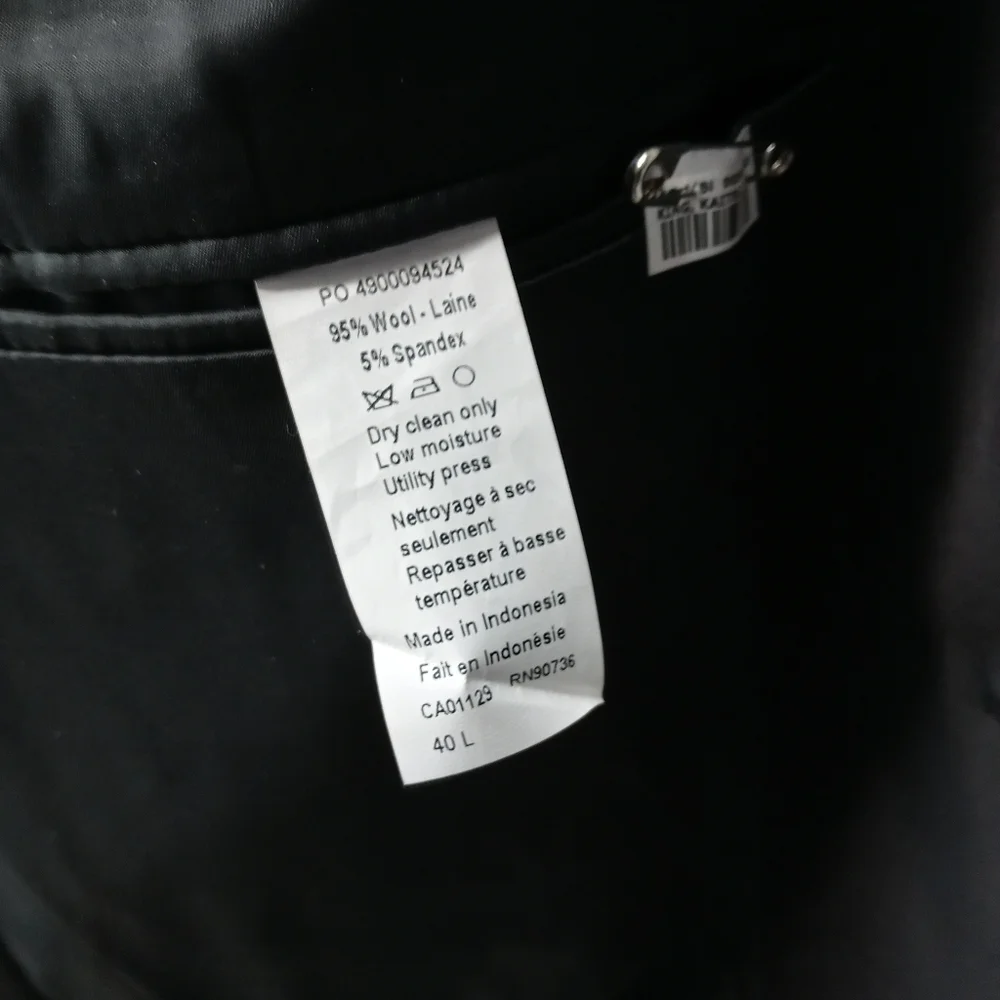 PO 4900094524
95% Wool - Laine
5% Spandex
Dry clean only
Low moisture
Utility press
Nettoyage à sec
seulement
Repasser à basse
température
Made in Indonesia
Fait en Indonésie
CA01129 RN90736
40 L